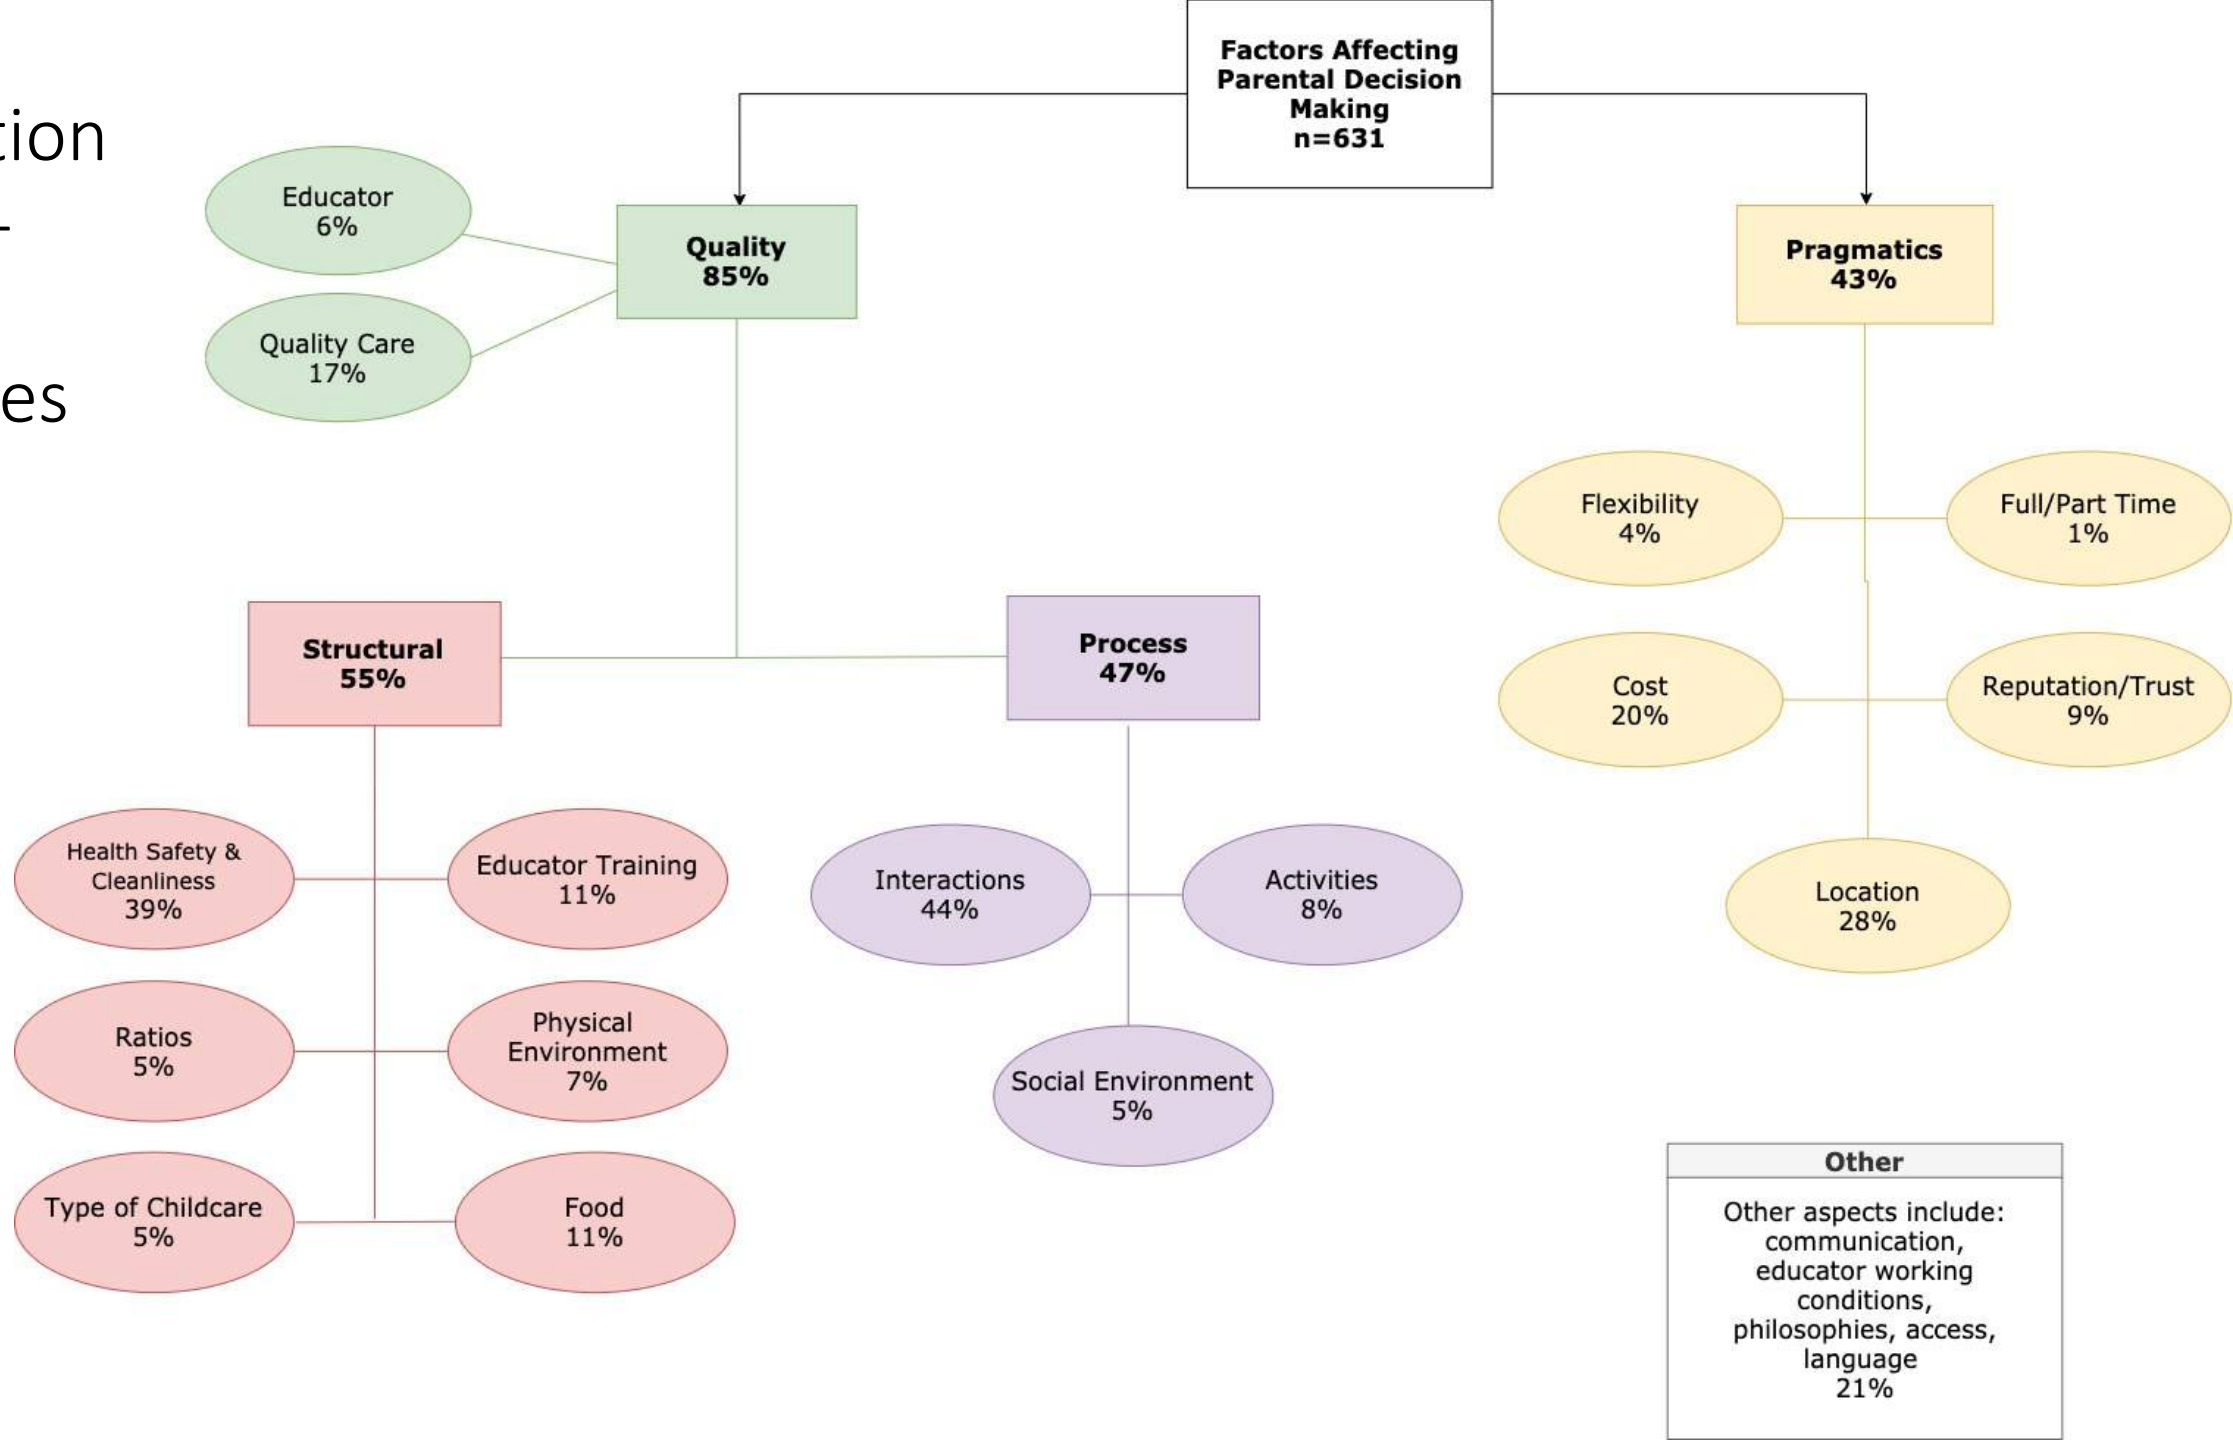 tion
-
es
Factors Affecting
Parental Decision
Making
n=631
Educator
6%
Quality Care
17%
Quality
85%
Pragmatics
43%
Flexibility
4%
Full/Part Time
1%
Cost
20%
Reputation/Trust
9%
Location
28%
Structural
55%
Process
47%
Health Safety &
Cleanliness
39%
Educator Training
11%
Ratios
5%
Physical
Environment
7%
Type of Childcare
5%
Food
11%
Interactions
44%
Activities
8%
Social Environment
5%
Other
Other aspects include:
communication,
educator working
conditions,
philosophies, access,
language
21%